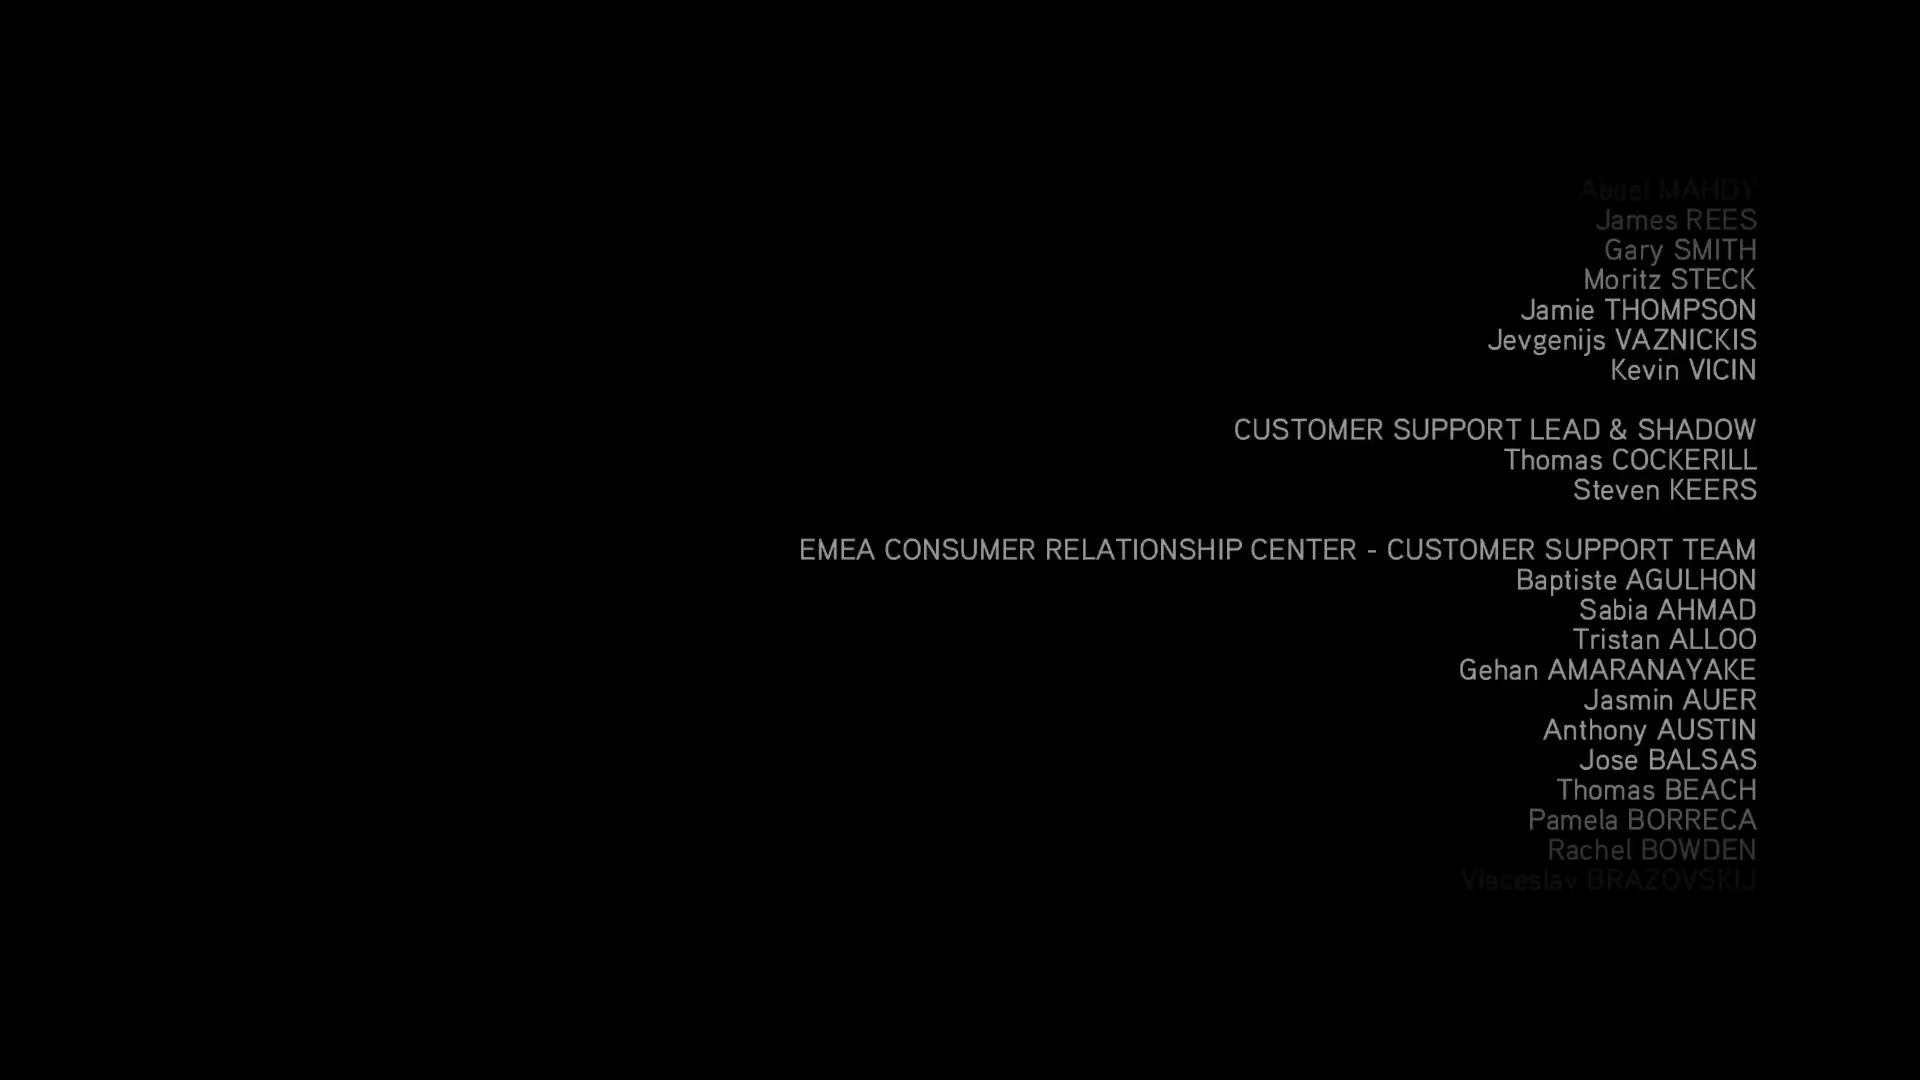 MAHDY
James REES
Gary SMITH
Moritz STECK
Jamie THOMPSON
Jevgenijs VAZNICKIS
Kevin VICIN
CUSTOMER SUPPORT LEAD & SHADOW
Thomas COCKERILL
Steven KEERS
EMEA CONSUMER RELATIONSHIP CENTER - CUSTOMER SUPPORT TEAM
Baptiste AGULHON
Sabia AHMAD
Tristan ALLOO
Gehan AMARANAYAKE
Jasmin AUER
Anthony AUSTIN
Jose BALSAS
Thomas BEACH
Pamela BORRECA
Rachel BOWDEN
BRAZOVSKIJ